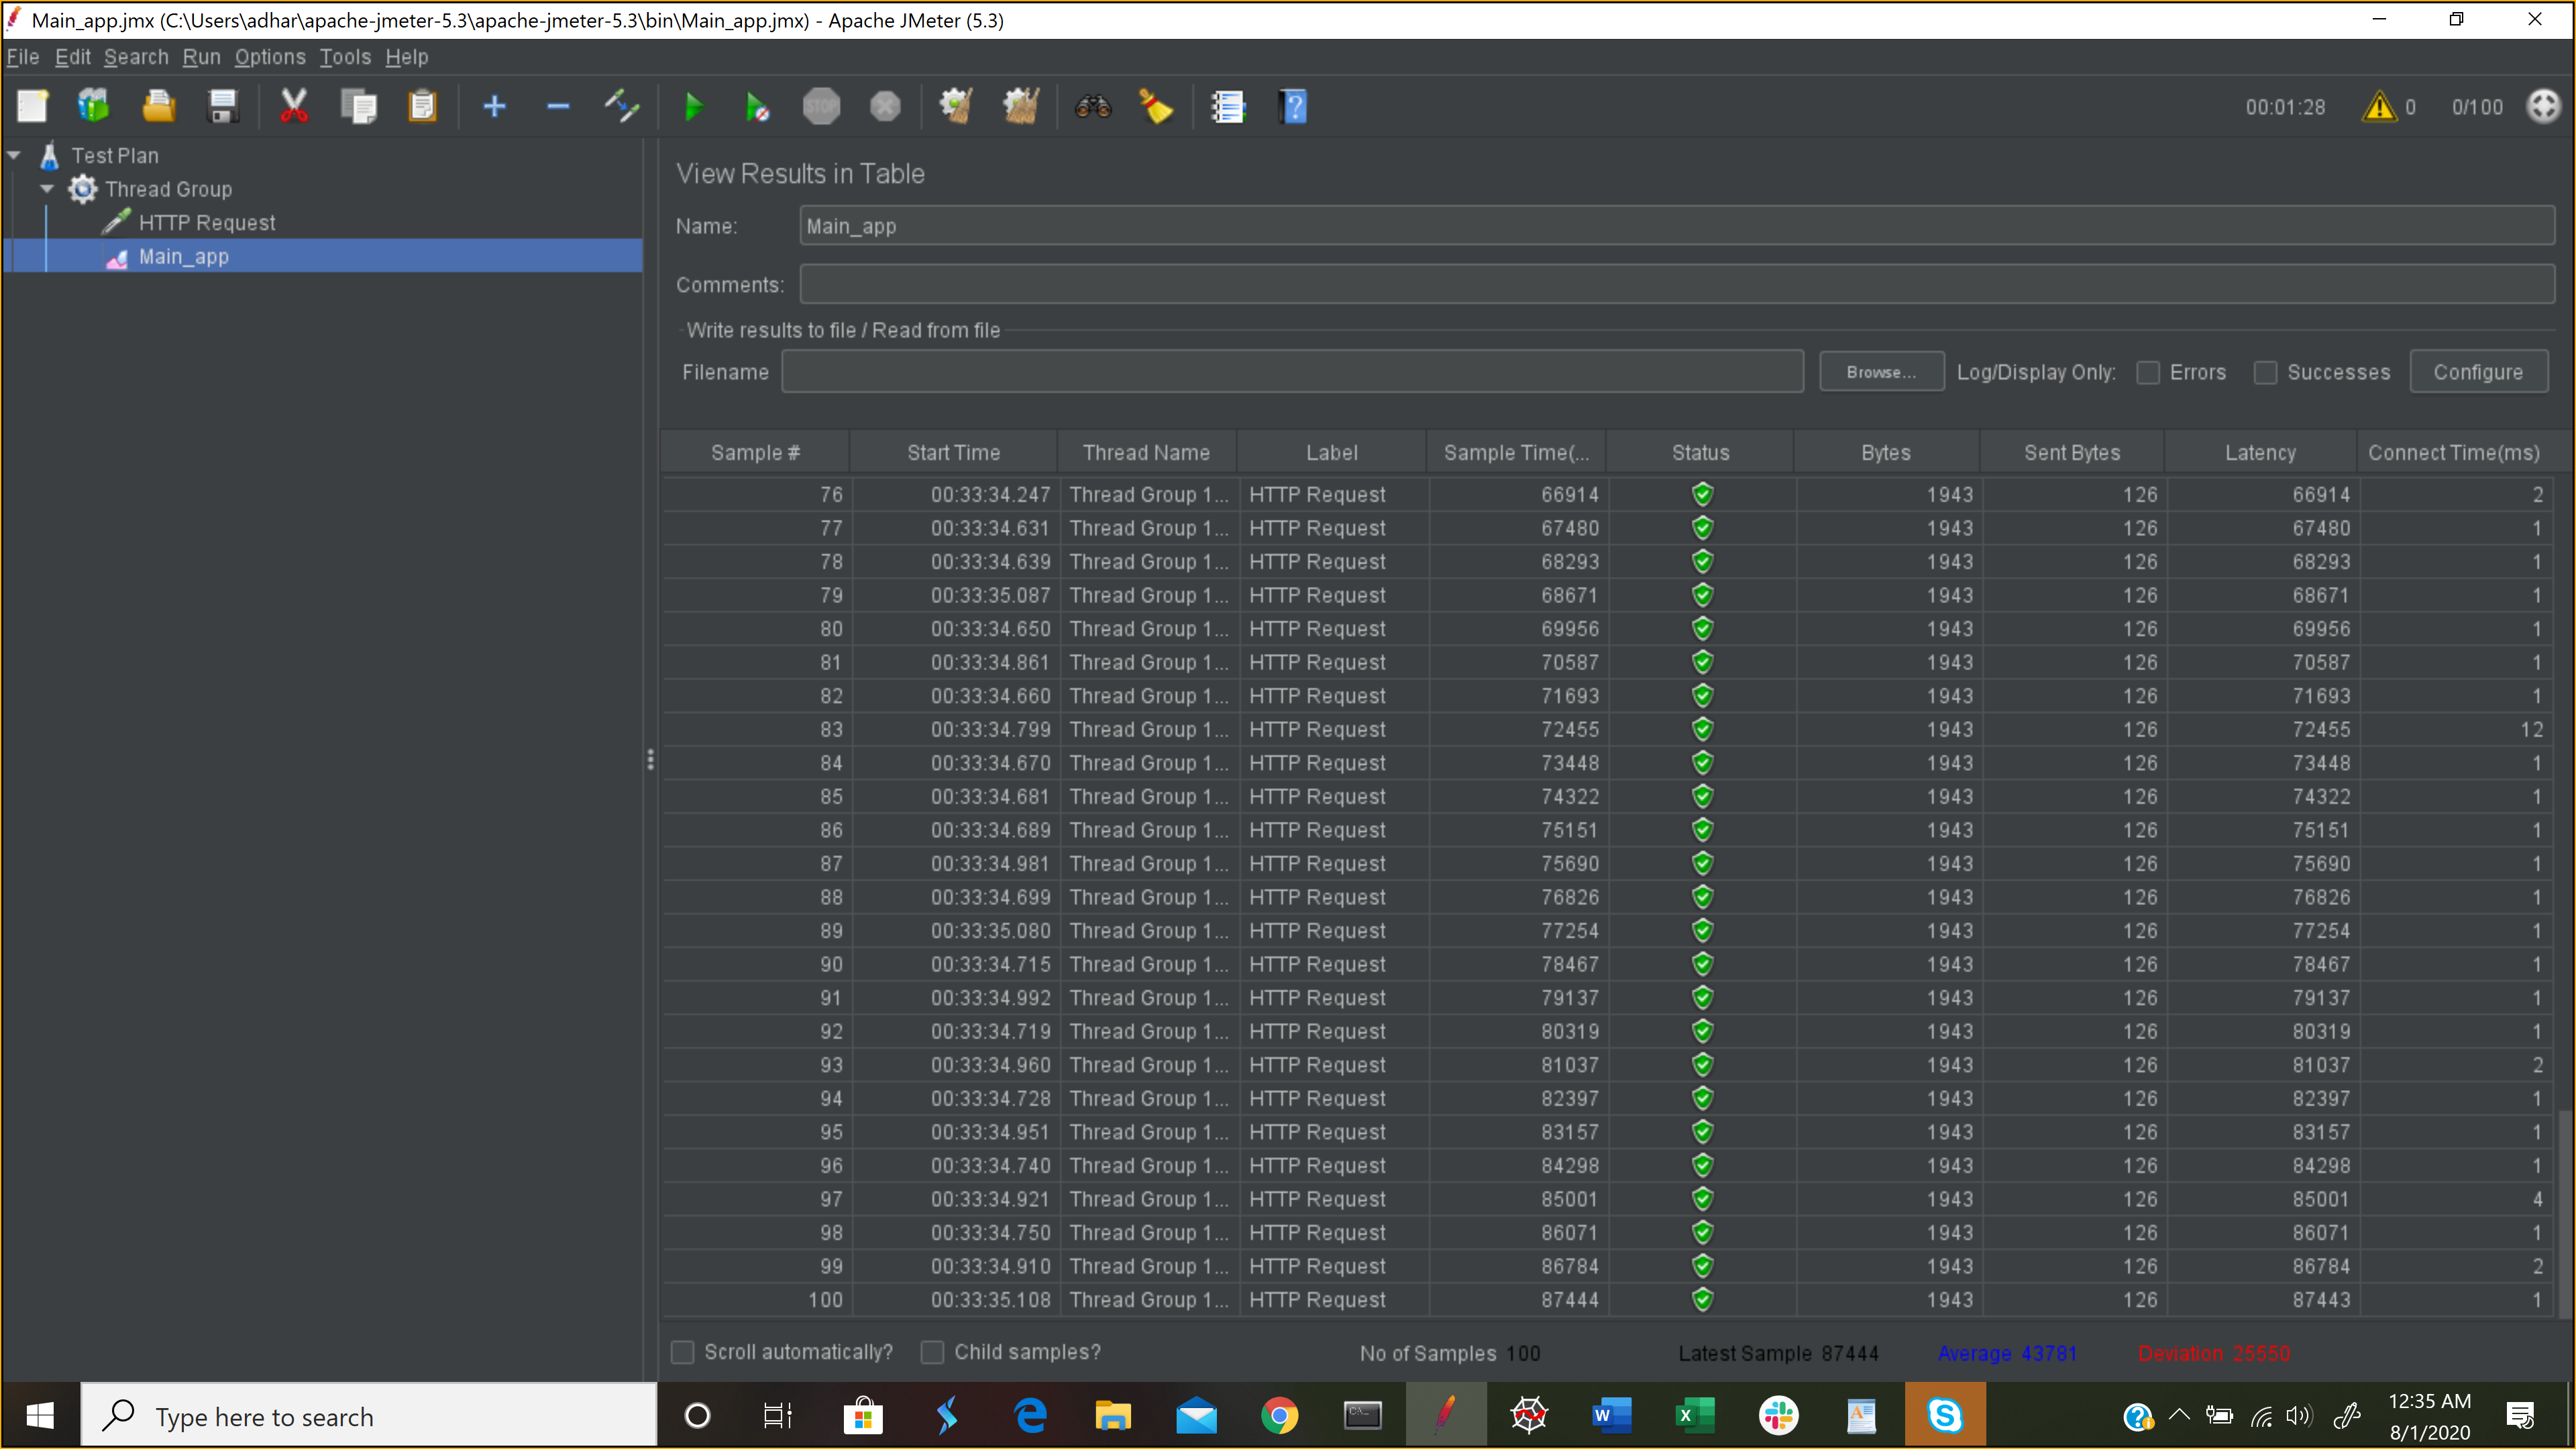 Main_app.jmx (C:\Users\adhar\apache-jmeter-5.3\apache-jmeter-5.3\bin\Main_app.jmx) - Apache JMeter (5.3)
File Edit Search Run Options Tools Help
STOP 00:01:28 0 0/100
Test Plan
Thread Group
HTTP Request
Main_app
View Results in Table
Name: Main_app
Comments:
Write results to file / Read from file
Filename Browse... Log/Display Only: Errors Successes Configure
Sample # Start Time Thread Name Label Sample Time(... Status Bytes Sent Bytes Latency Connect Time(ms)
76 00:33:34.247 Thread Group 1... HTTP Request 66914 1943 126 66914 2
77 00:33:34.631 Thread Group 1... HTTP Request 67480 1943 126 67480 1
78 00:33:34.639 Thread Group 1... HTTP Request 68293 1943 126 68293 1
79 00:33:35.087 Thread Group 1... HTTP Request 68671 1943 126 68671 1
80 00:33:34.650 Thread Group 1... HTTP Request 69956 1943 126 69956 1
81 00:33:34.861 Thread Group 1... HTTP Request 70587 1943 126 70587 1
82 00:33:34.660 Thread Group 1... HTTP Request 71693 1943 126 71693 1
83 00:33:34.799 Thread Group 1... HTTP Request 72455 1943 126 72455 12
84 00:33:34.670 Thread Group 1... HTTP Request 73448 1943 126 73448 1
85 00:33:34.681 Thread Group 1... HTTP Request 74322 1943 126 74322 1
86 00:33:34.689 Thread Group 1... HTTP Request 75151 1943 126 75151 1
87 00:33:34.981 Thread Group 1... HTTP Request 75690 1943 126 75690 1
88 00:33:34.699 Thread Group 1... HTTP Request 76826 1943 126 76826 1
89 00:33:35.080 Thread Group 1... HTTP Request 77254 1943 126 77254 1
90 00:33:34.715 Thread Group 1... HTTP Request 78467 1943 126 78467 1
91 00:33:34.992 Thread Group 1... HTTP Request 79137 1943 126 79137 1
92 00:33:34.719 Thread Group 1... HTTP Request 80319 1943 126 80319 1
93 00:33:34.960 Thread Group 1... HTTP Request 81037 1943 126 81037 2
94 00:33:34.728 Thread Group 1... HTTP Request 82397 1943 126 82397 1
95 00:33:34.951 Thread Group 1... HTTP Request 83157 1943 126 83157 1
96 00:33:34.740 Thread Group 1... HTTP Request 84298 1943 126 84298 1
97 00:33:34.921 Thread Group 1... HTTP Request 85001 1943 126 85001 4
98 00:33:34.750 Thread Group 1... HTTP Request 86071 1943 126 86071 1
99 00:33:34.910 Thread Group 1... HTTP Request 86784 1943 126 86784 2
100 00:33:35.108 Thread Group 1... HTTP Request 87444 1943 126 87443 1
Scroll automatically? Child samples? No of Samples 100 Latest Sample 87444 Average 43781 Deviation 25550
Type here to search
12:35 AM
8/1/2020